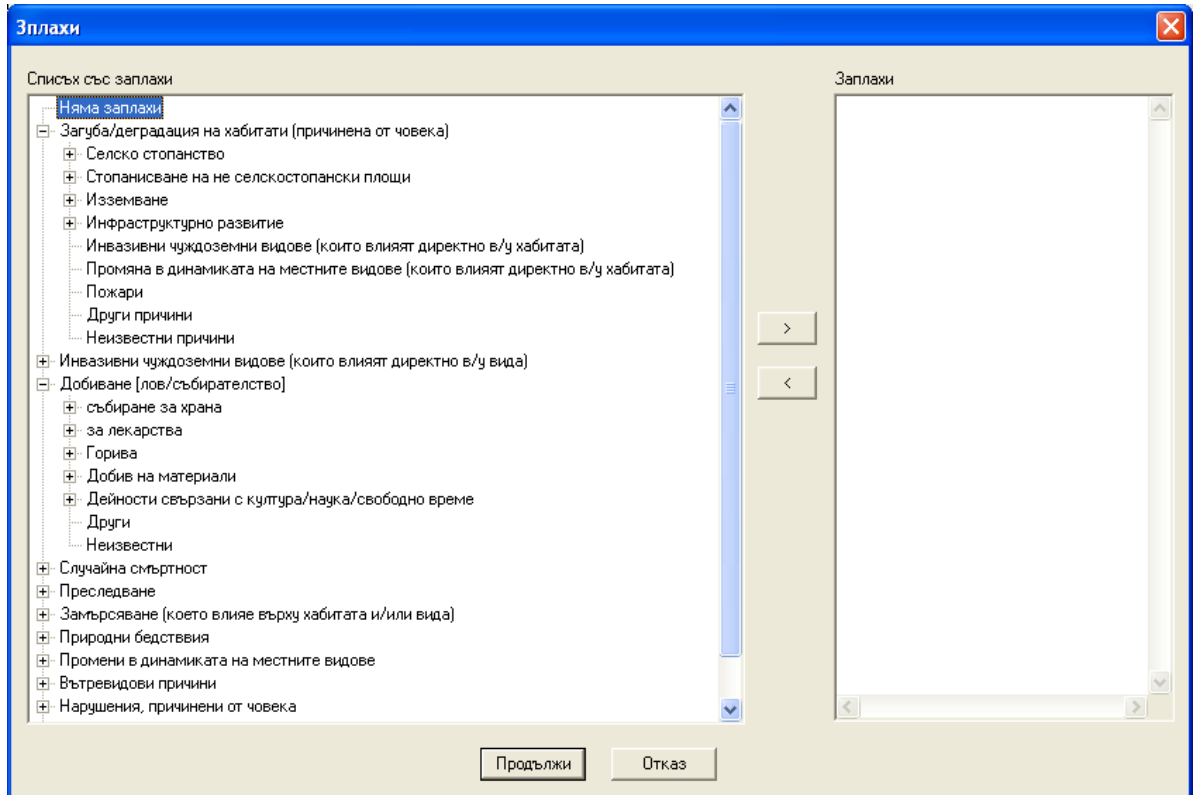 Зплахи
Списъх със заплахи
Заплахи
Няма заплахи
Загуба/деградация на хабитати (причинена от човека)
Селско стопанство
Стопанисване на не селскостопански площи
Изземване
Инфраструктурно развитие
Инвазивни чуждоземни видове (които влияят директно в/у хабитата)
Промяна в динамиката на местните видове (които влияят директно в/у хабитата)
Пожари
Други причини
Неизвестни причини
>
Инвазивни чуждоземни видове (които влияят директно в/у вида)
Добиване [лов/събирателство]
<
събиране за храна
за лекарства
Горива
Добив на материали
Дейности свързани с култура/наука/свободно време
Други
Неизвестни
Случайна смъртност
Преследване
Замърсяване (което влияе върху хабитата и/или вида)
Природни бедстввия
Промени в динамиката на местните видове
Вътревидови причини
Нарушения, причинени от човека
Продължи
Отказ